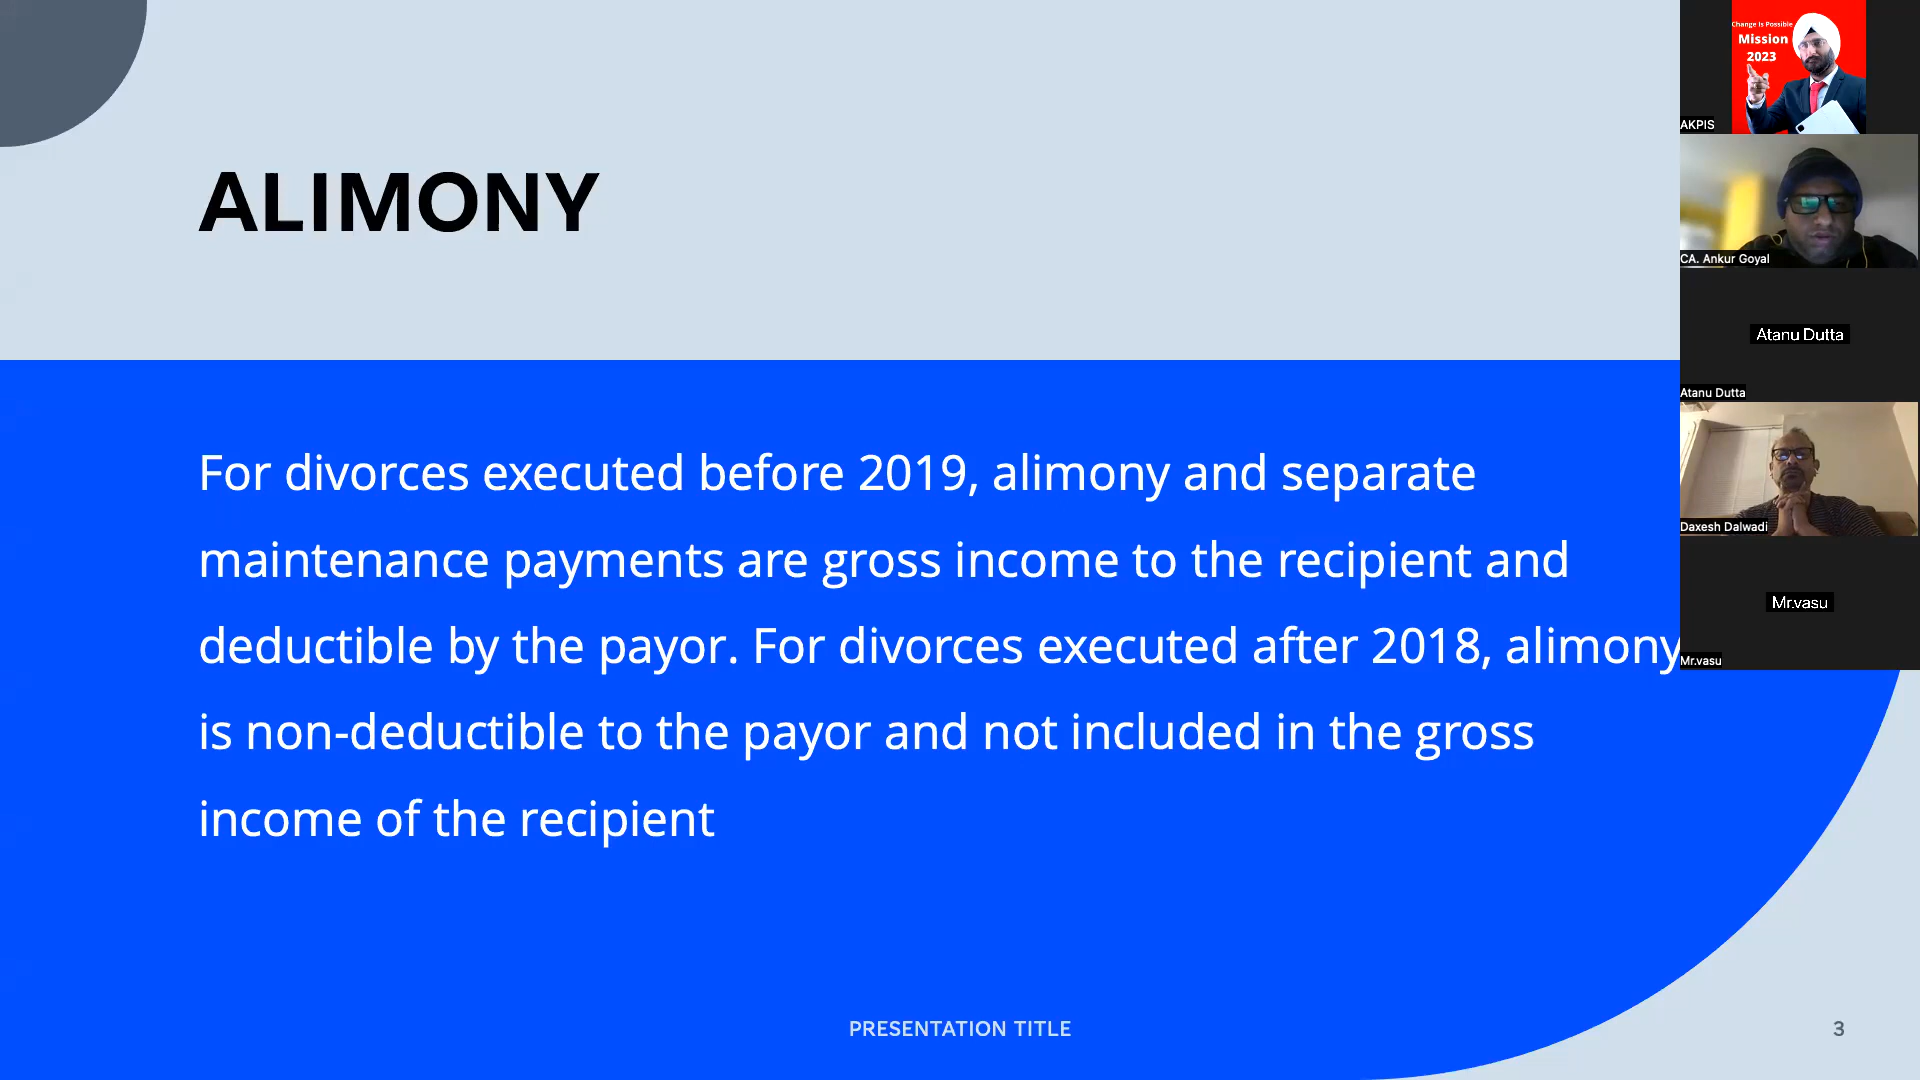 ALIMONY
For divorces executed before 2019, alimony and separate
maintenance payments are gross income to the recipient and
deductible by the payor. For divorces executed after 2018, alimony
is non-deductible to the payor and not included in the gross
income of the recipient
PRESENTATION TITLE
3
Change Is Possible
Mission
2023
AKPIS
CA. Ankur Goyal
Atanu Dutta
Atanu Dutta
Daxesh Dalwadi
Mr.vasu
Mr.vasu